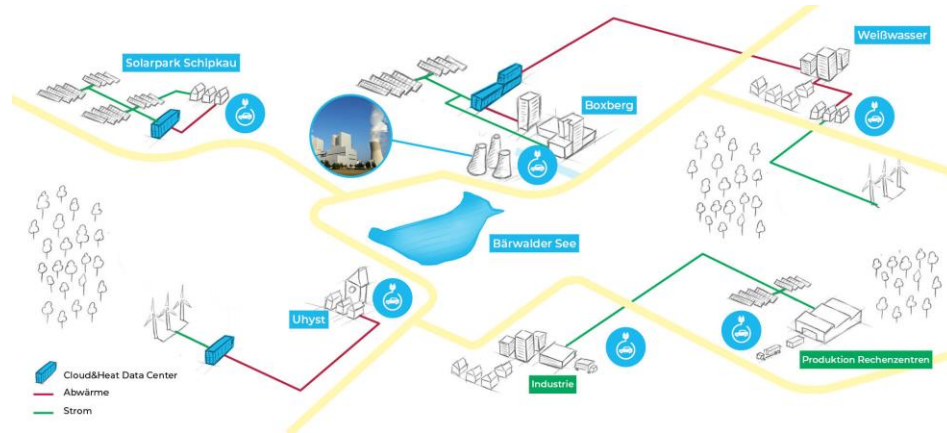 Solarpark Schipkau
Weißwasser
Boxberg
Bärwalder See
Uhyst
Industrie
Produktion Rechenzentren
Cloud&Heat Data Center
Abwärme
Strom